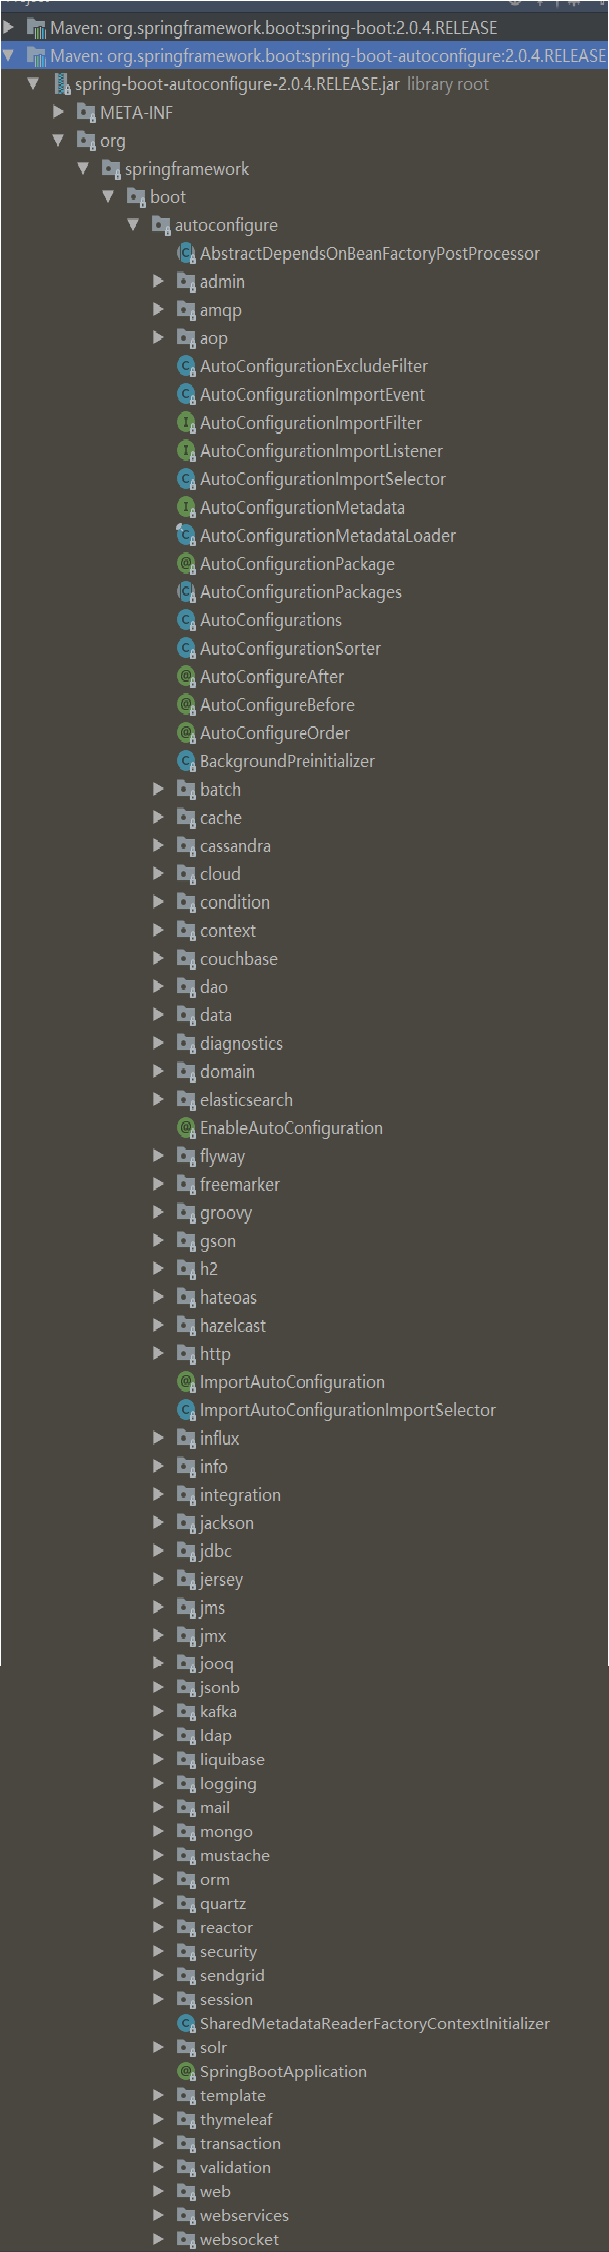 Maven: org.springframework.boot:spring-boot:2.0.4.RELEASE
Maven: org.springframework.boot:spring-boot-autoconfigure:2.0.4.RELEASE
spring-boot-autoconfigure-2.0.4.RELEASE.jar library root
META-INF
org
springframework
boot
autoconfigure
AbstractDependsOnBeanFactoryPostProcessor
admin
amqp
aop
AutoConfigurationExcludeFilter
AutoConfigurationImportEvent
AutoConfigurationImportFilter
AutoConfigurationImportListener
AutoConfigurationImportSelector
AutoConfigurationMetadata
AutoConfigurationMetadataLoader
AutoConfigurationPackage
AutoConfigurationPackages
AutoConfigurations
AutoConfigurationSorter
AutoConfigureAfter
AutoConfigureBefore
AutoConfigureOrder
BackgroundPreinitializer
batch
cache
cassandra
cloud
condition
context
couchbase
dao
data
diagnostics
domain
elasticsearch
EnableAutoConfiguration
flyway
freemarker
groovy
gson
h2
hateoas
hazelcast
http
ImportAutoConfiguration
ImportAutoConfigurationImportSelector
influx
info
integration
jackson
jdbc
jersey
jms
jmx
jooq
jsonb
kafka
ldap
liquibase
logging
mail
mongo
mustache
orm
quartz
reactor
security
sendgrid
session
SharedMetadataReaderFactoryContextInitializer
solr
SpringBootApplication
template
thymeleaf
transaction
validation
web
webservices
websocket